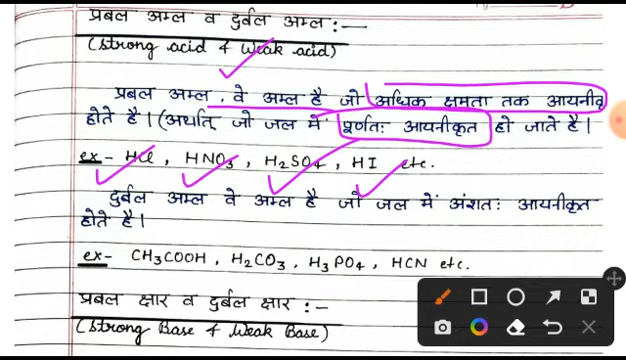 प्रबल अम्ल व दुर्बल अम्ल :—
(Strong acid & Weak acid)
प्रबल अम्ल, वे अम्ल है जो अधिक क्षमता तक आयनीकृ
होते है। (अर्थात् जो जल में पूर्णतः आयनीकृत हो जाते है।
ex- HCl, HNO3, H2SO4, HI etc.
दुर्बल अम्ल वे अम्ल है जो जल में अंशतः आयनीकृत
होते है।
ex- CH3COOH, H2CO3, H3PO4, HCN etc.
प्रबल क्षार व दुर्बल क्षार :-
(Strong Base & Weak Base)